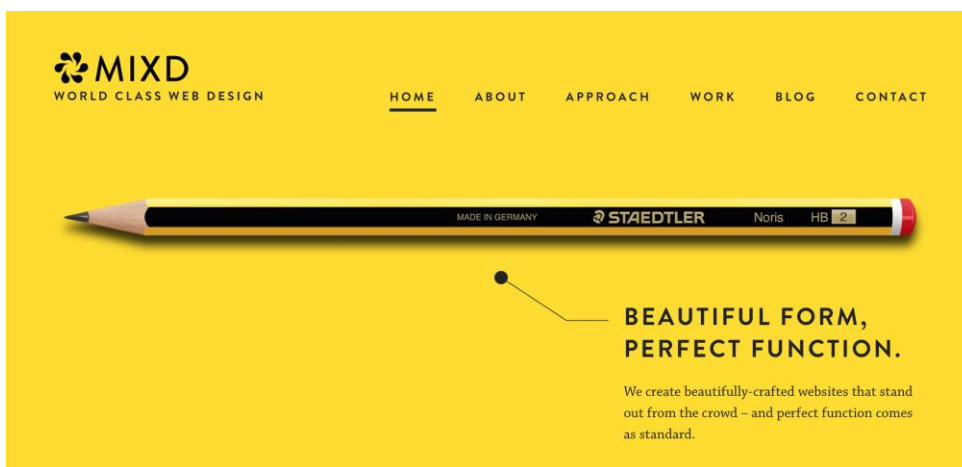 MIXD
WORLD CLASS WEB DESIGN
HOME ABOUT APPROACH WORK BLOG CONTACT
MADE IN GERMANY STAEDTLER Noris HB 2
BEAUTIFUL FORM,
PERFECT FUNCTION.
We create beautifully-crafted websites that stand
out from the crowd – and perfect function comes
as standard.